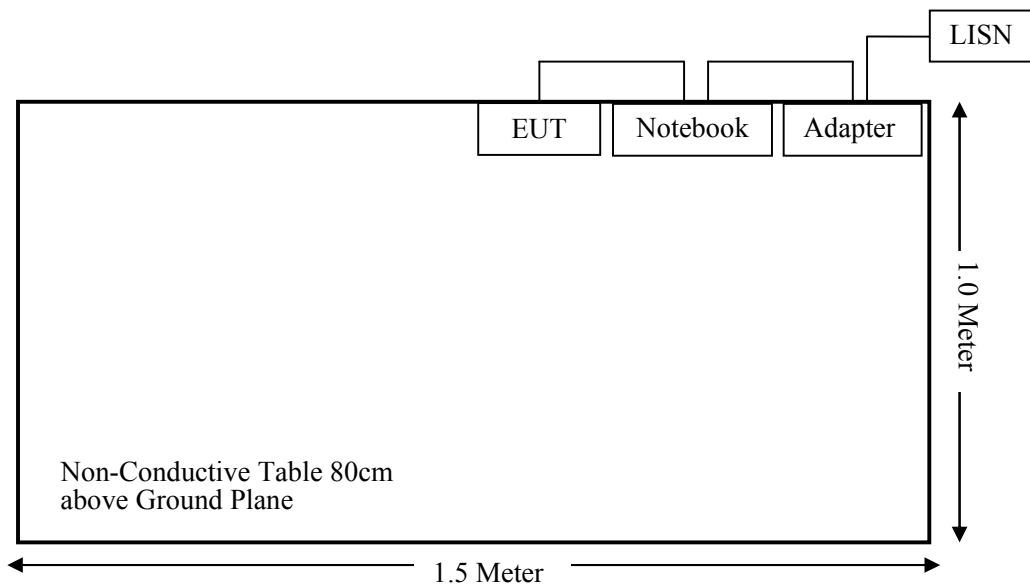 LISN
EUT
Notebook
Adapter
1.0 Meter
Non-Conductive Table 80cm
above Ground Plane
1.5 Meter